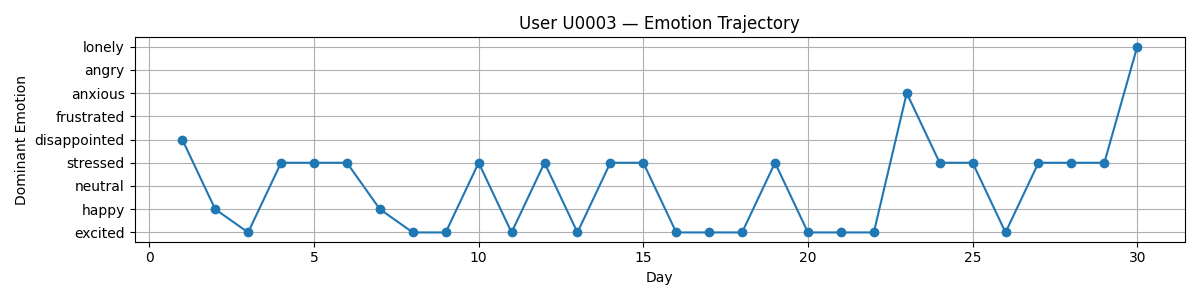 User U0003 — Emotion Trajectory
Dominant Emotion
lonely
angry
anxious
frustrated
disappointed
stressed
neutral
happy
excited
0 5 10 15 20 25 30
Day